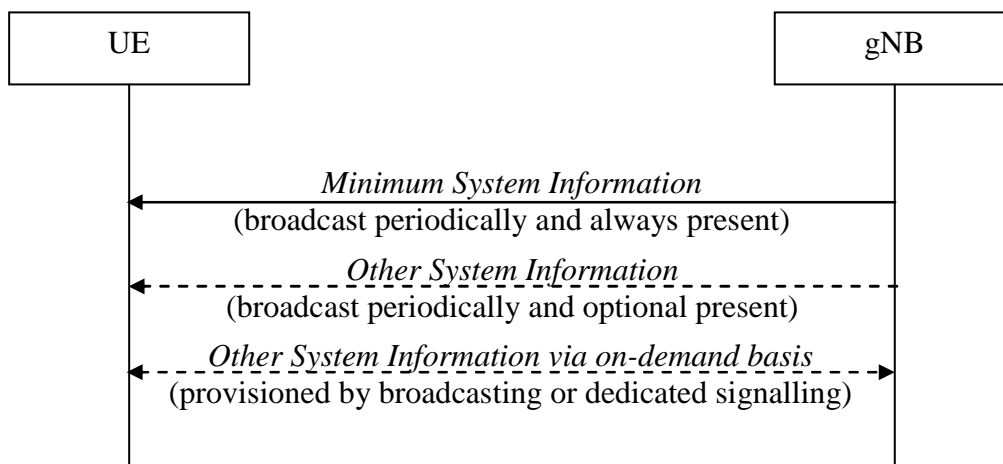 UE
gNB
Minimum System Information
(broadcast periodically and always present)
Other System Information
(broadcast periodically and optional present)
Other System Information via on-demand basis
(provisioned by broadcasting or dedicated signalling)